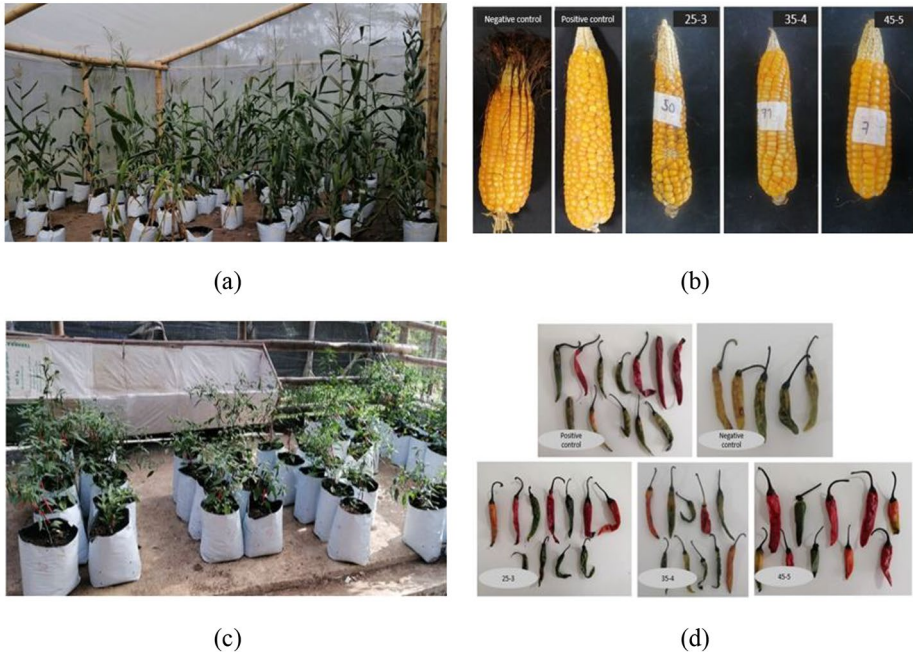 Negative control
Positive control
25-3
35-4
45-5
50
7
(a)
(b)
Positive
control
Negative
control
25-3
35-4
45-5
(c)
(d)